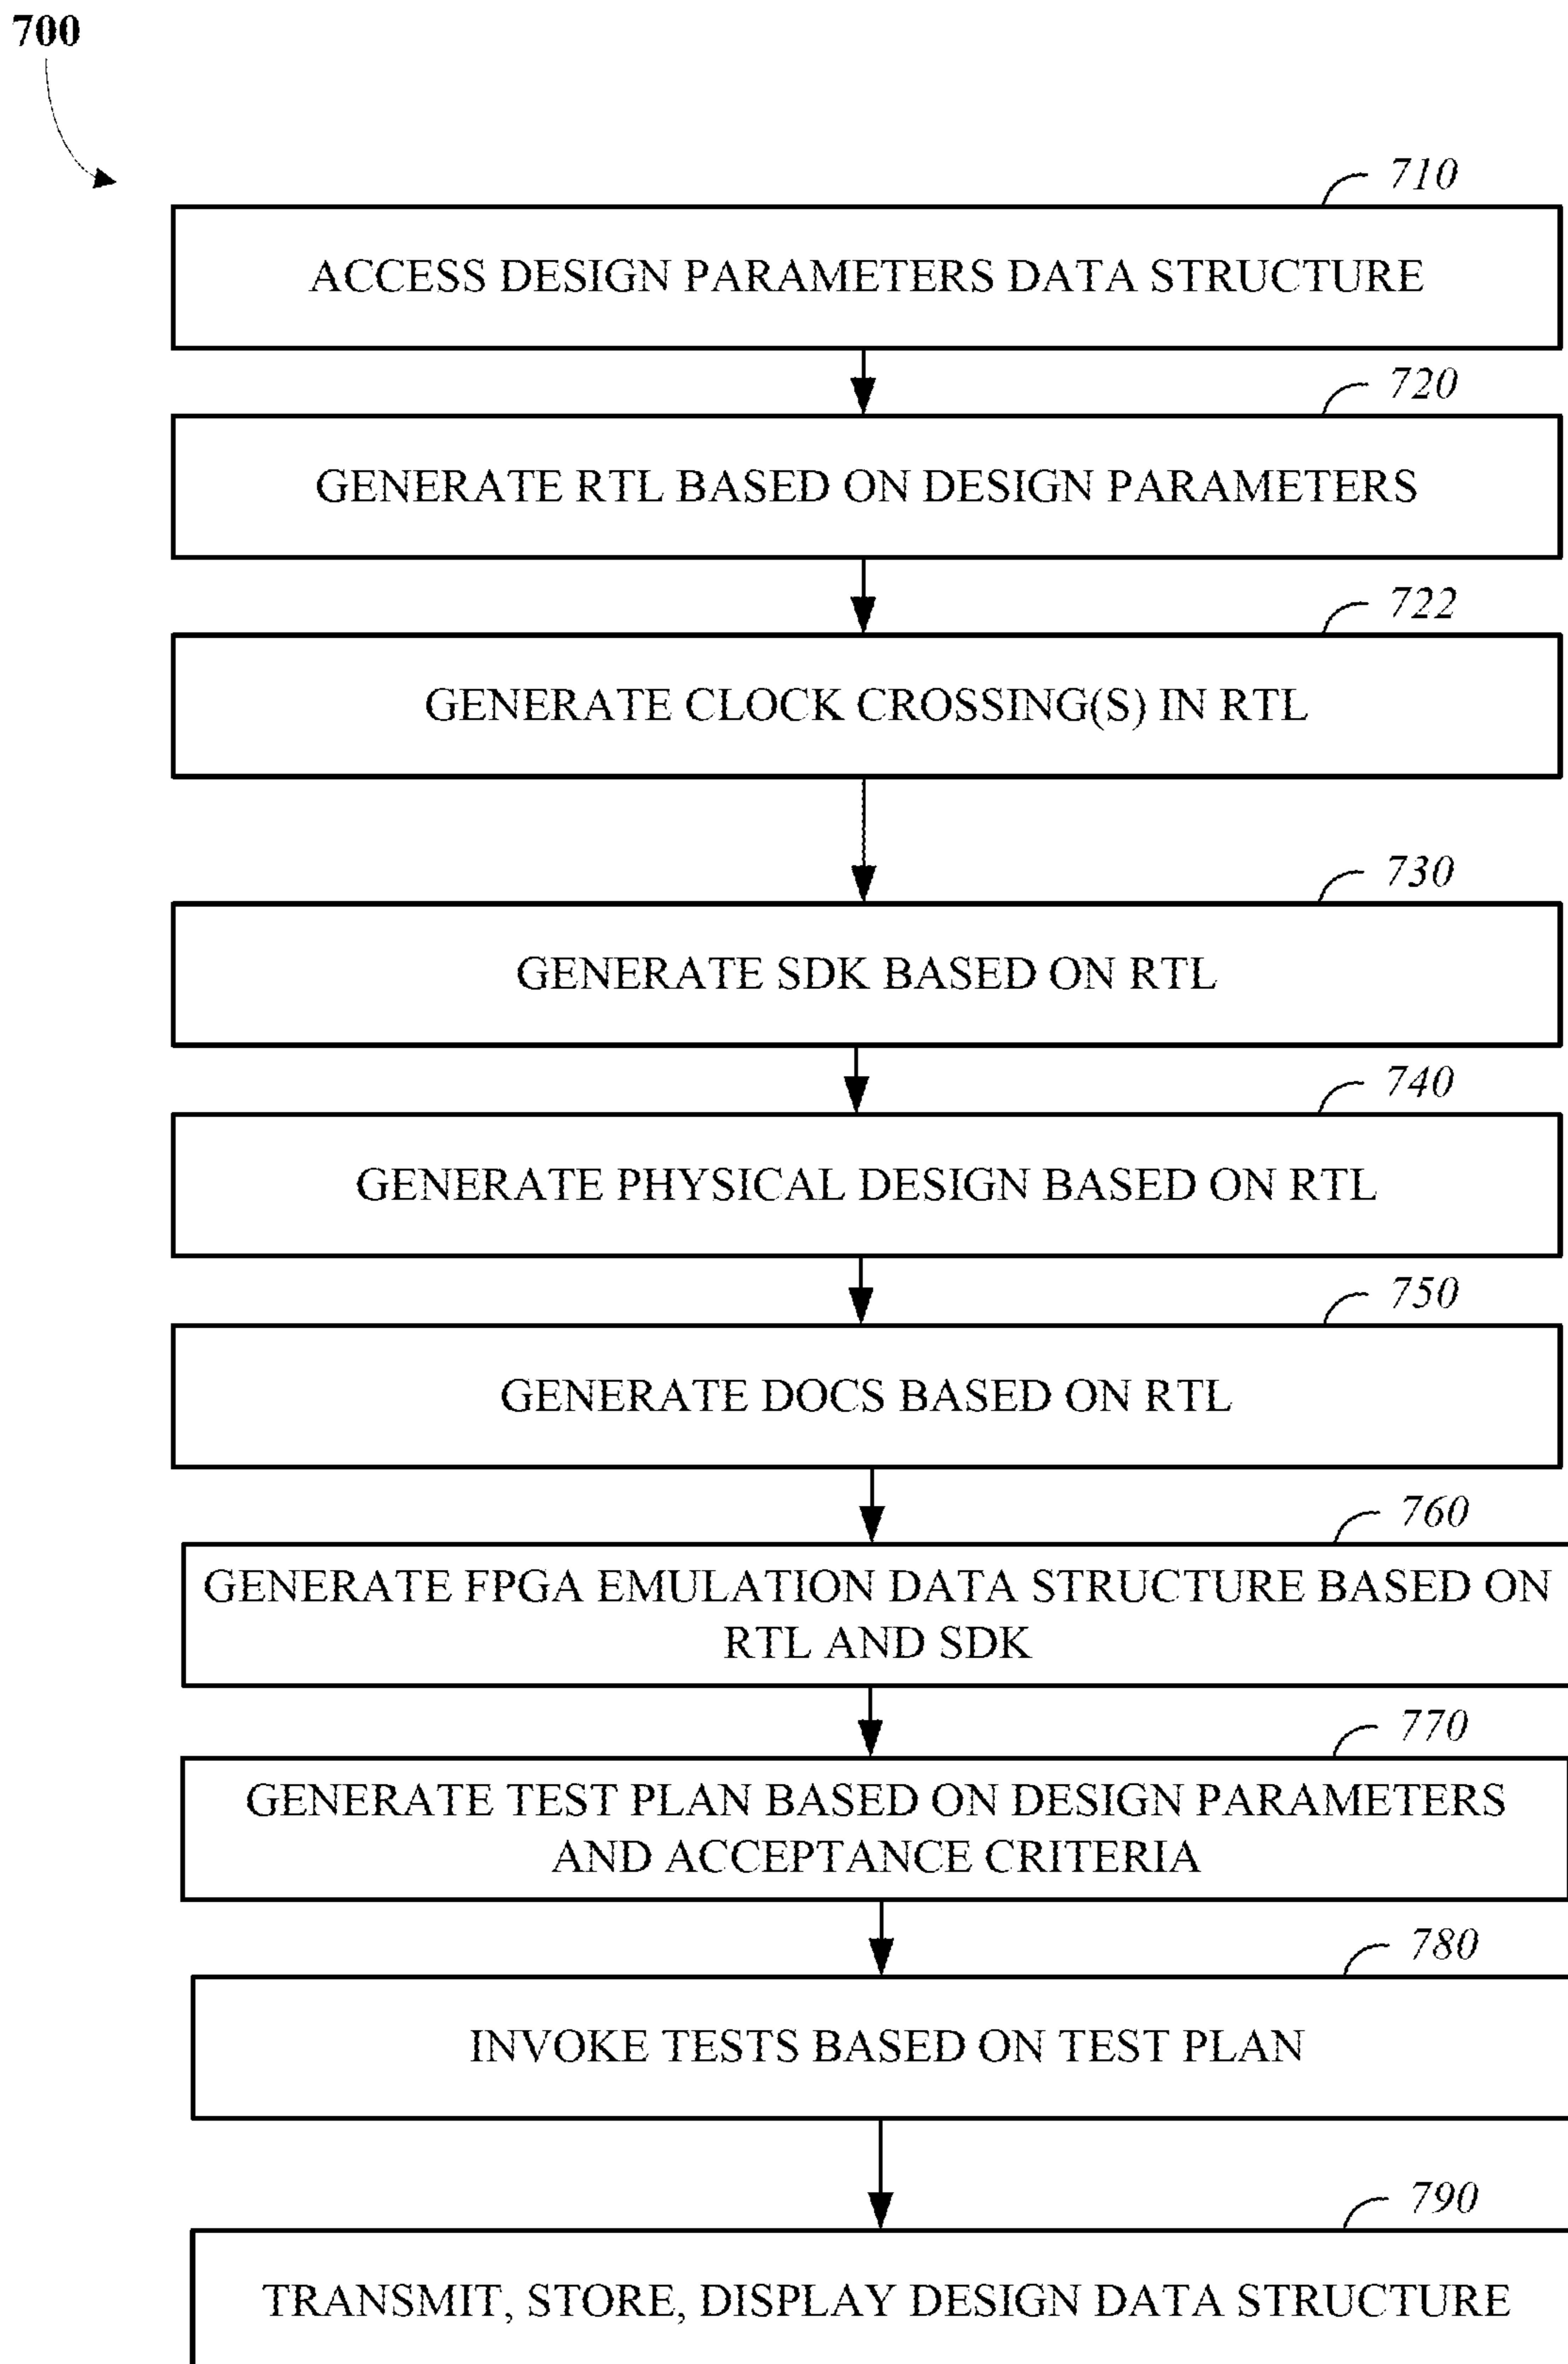 700
710
ACCESS DESIGN PARAMETERS DATA STRUCTURE
720
GENERATE RTL BASED ON DESIGN PARAMETERS
722
GENERATE CLOCK CROSSING(S) IN RTL
730
GENERATE SDK BASED ON RTL
740
GENERATE PHYSICAL DESIGN BASED ON RTL
750
GENERATE DOCS BASED ON RTL
760
GENERATE FPGA EMULATION DATA STRUCTURE BASED ON
RTL AND SDK
770
GENERATE TEST PLAN BASED ON DESIGN PARAMETERS
AND ACCEPTANCE CRITERIA
780
INVOKE TESTS BASED ON TEST PLAN
790
TRANSMIT, STORE, DISPLAY DESIGN DATA STRUCTURE